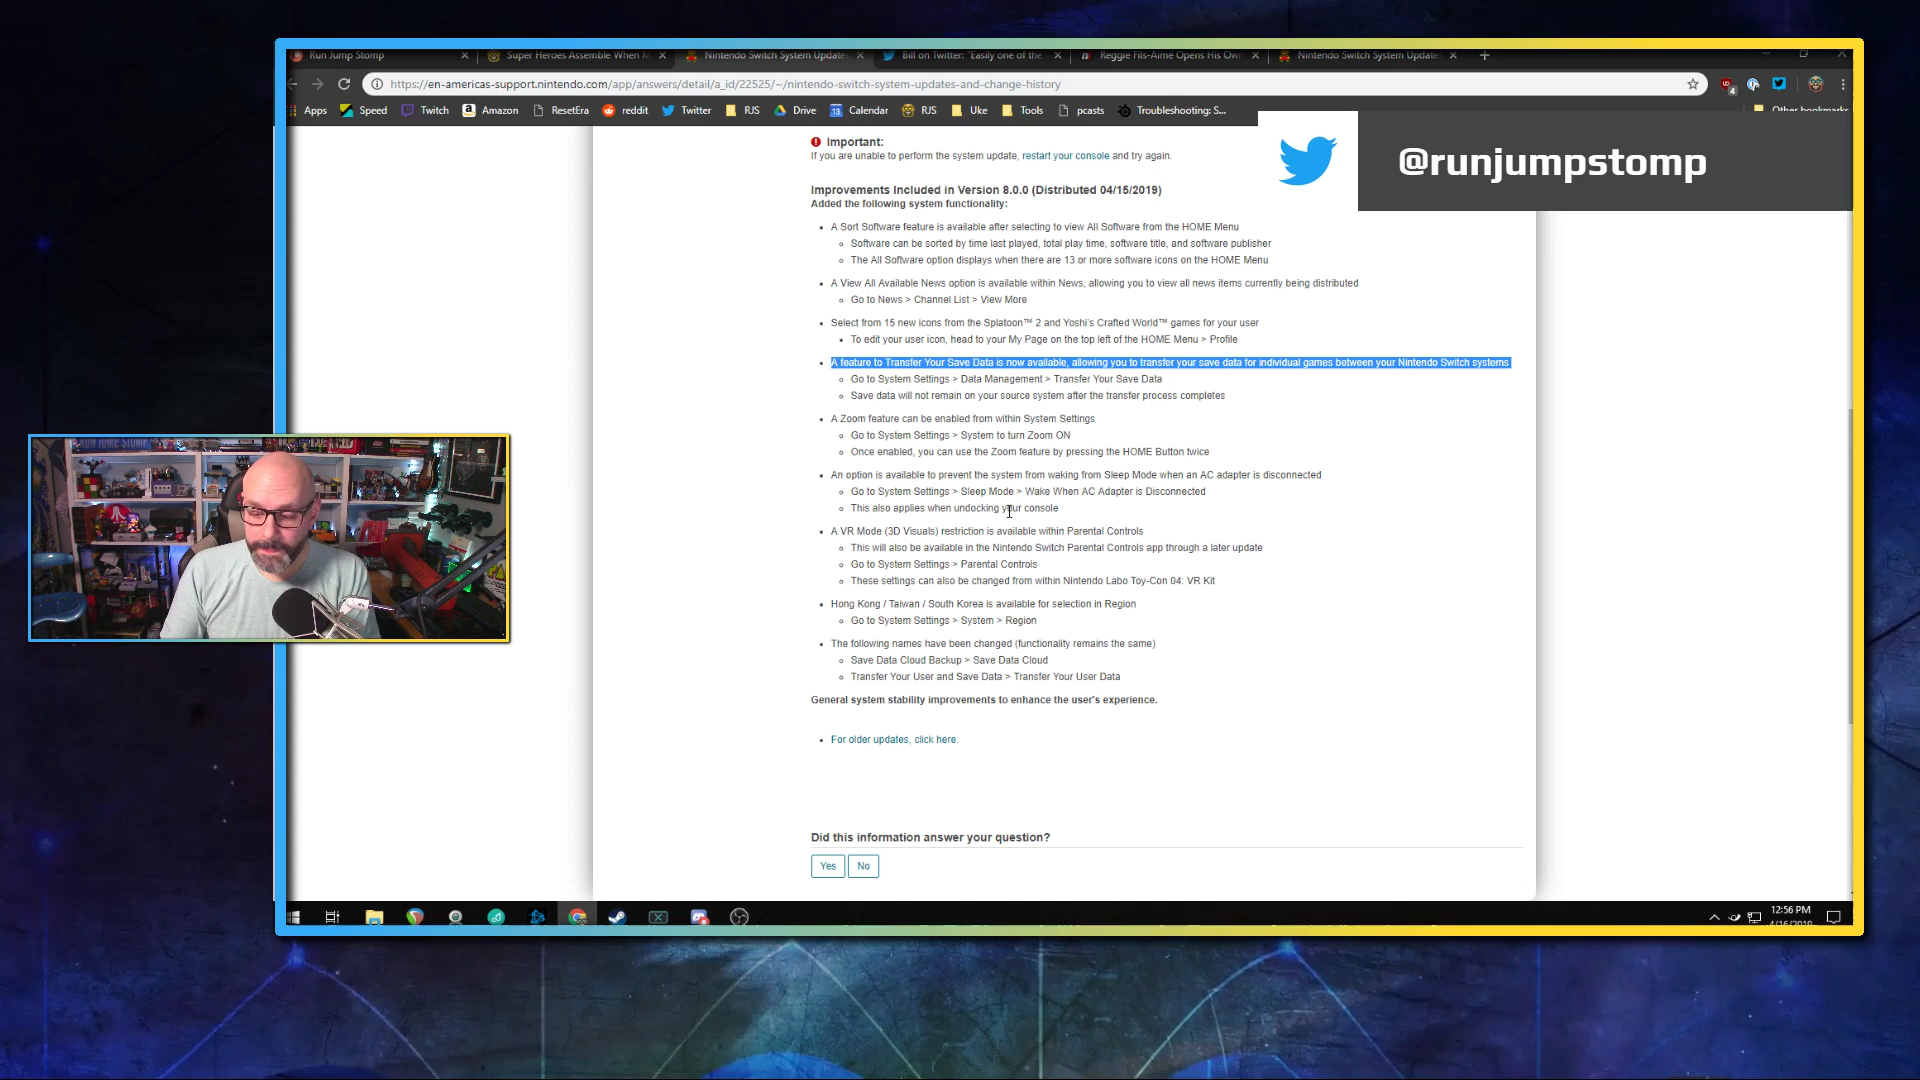 Run Jump Stomp
Super Heroes Assemble When M
Nintendo Switch System Update
Bill on Twitter: "Easily one of the
Reggie Fils-Aimé Opens His Own
Nintendo Switch System Update
https://en-americas-support.nintendo.com/app/answers/detail/a_id/22525/~/nintendo-switch-system-updates-and-change-history
Apps Speed Twitch Amazon ResetEra reddit Twitter RJS Drive Calendar RJS Uke Tools pcasts Troubleshooting: S... Other bookmarks
@runjumpstomp
Important:
If you are unable to perform the system update, restart your console and try again.
Improvements Included in Version 8.0.0 (Distributed 04/15/2019)
Added the following system functionality:
A Sort Software feature is available after selecting to view All Software from the HOME Menu
Software can be sorted by time last played, total play time, software title, and software publisher
The All Software option displays when there are 13 or more software icons on the HOME Menu
A View All Available News option is available within News, allowing you to view all news items currently being distributed
Go to News > Channel List > View More
Select from 15 new icons from the Splatoon™ 2 and Yoshi's Crafted World™ games for your user
To edit your user icon, head to your My Page on the top left of the HOME Menu > Profile
A feature to Transfer Your Save Data is now available, allowing you to transfer your save data for individual games between your Nintendo Switch systems
Go to System Settings > Data Management > Transfer Your Save Data
Save data will not remain on your source system after the transfer process completes
A Zoom feature can be enabled from within System Settings
Go to System Settings > System to turn Zoom ON
Once enabled, you can use the Zoom feature by pressing the HOME Button twice
An option is available to prevent the system from waking from Sleep Mode when an AC adapter is disconnected
Go to System Settings > Sleep Mode > Wake When AC Adapter is Disconnected
This also applies when undocking your console
A VR Mode (3D Visuals) restriction is available within Parental Controls
This will also be available in the Nintendo Switch Parental Controls app through a later update
Go to System Settings > Parental Controls
These settings can also be changed from within Nintendo Labo Toy-Con 04: VR Kit
Hong Kong / Taiwan / South Korea is available for selection in Region
Go to System Settings > System > Region
The following names have been changed (functionality remains the same)
Save Data Cloud Backup > Save Data Cloud
Transfer Your User and Save Data > Transfer Your User Data
General system stability improvements to enhance the user's experience.
For older updates, click here.
Did this information answer your question?
Yes No
12:56 PM
4/16/2019